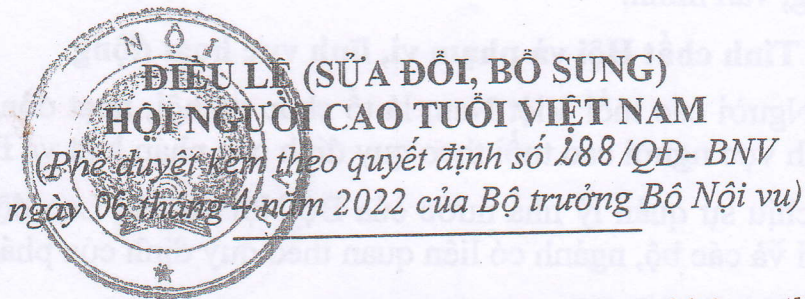 ĐIỀU LỆ (SỬA ĐỔI, BỔ SUNG)
HỘI NGƯỜI CAO TUỔI VIỆT NAM
(Phê duyệt kèm theo quyết định số 288/QĐ-BNV
ngày 06 tháng 4 năm 2022 của Bộ trưởng Bộ Nội vụ)